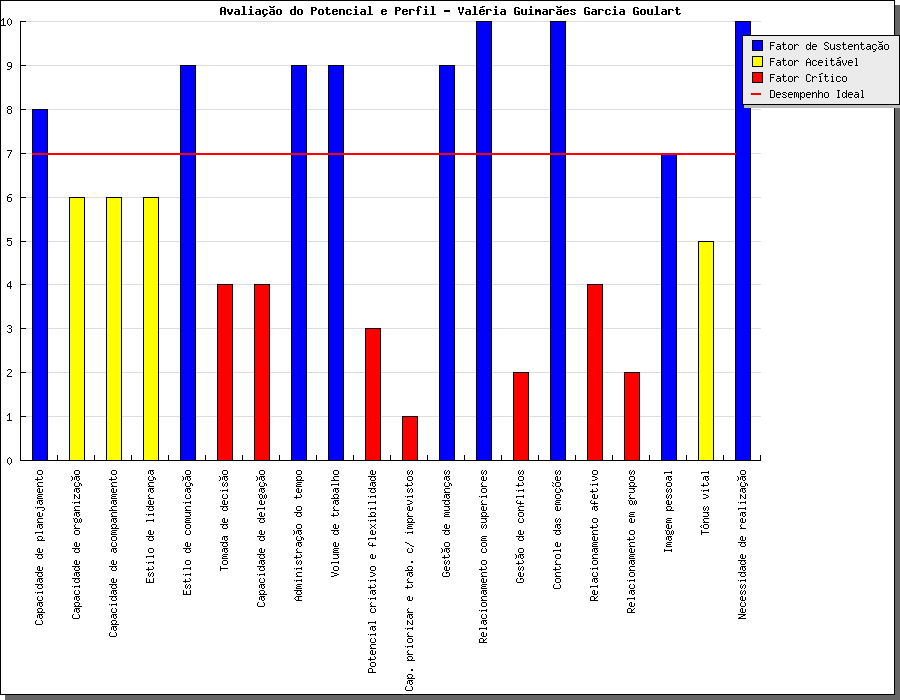 Avaliação do Potencial e Perfil - Valéria Guimarães Garcia Goulart
Fator de Sustentação
Fator Aceitável
Fator Crítico
Desempenho Ideal
10
9
8
7
6
5
4
3
2
1
0
Capacidade de planejamento
Capacidade de organização
Capacidade de acompanhamento
Estilo de liderança
Estilo de comunicação
Tomada de decisão
Capacidade de delegação
Administração do tempo
Volume de trabalho
Potencial criativo e flexibilidade
Cap. priorizar e trab. c/ imprevistos
Gestão de mudanças
Relacionamento com superiores
Gestão de conflitos
Controle das emoções
Relacionamento afetivo
Relacionamento em grupos
Imagem pessoal
Tônus vital
Necessidade de realização